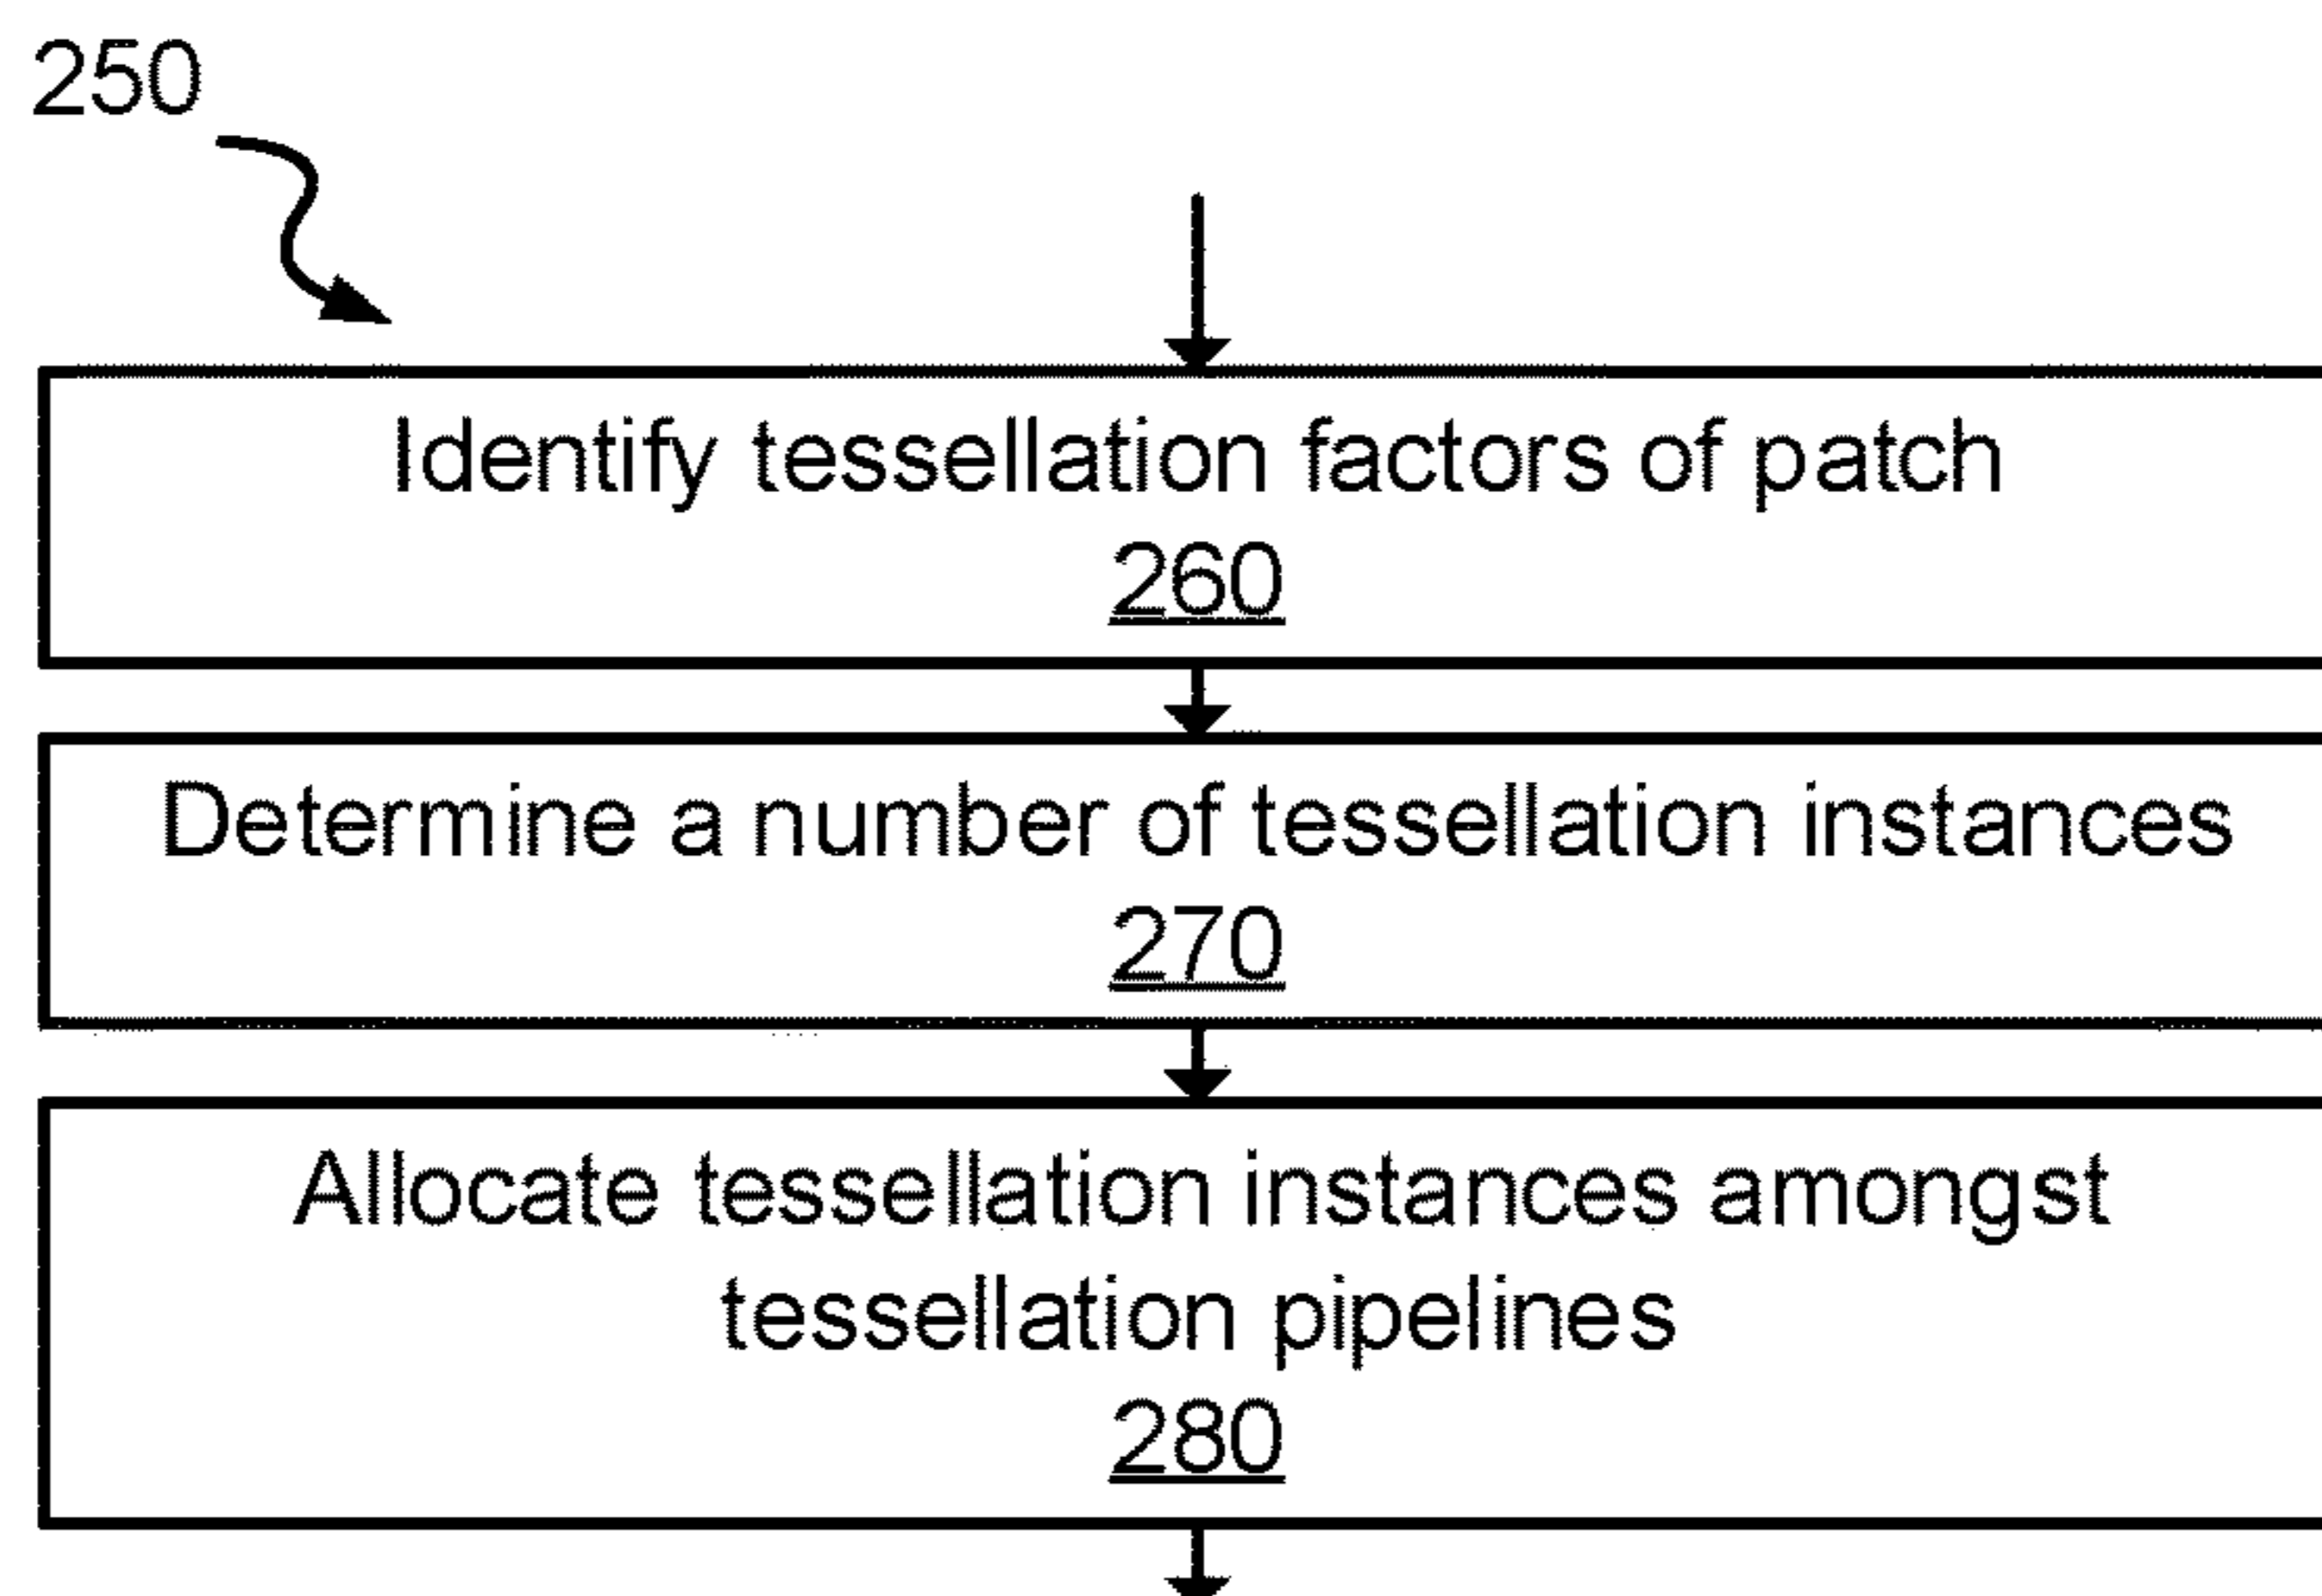 250
Identify tessellation factors of patch
260
Determine a number of tessellation instances
270
Allocate tessellation instances amongst
tessellation pipelines
280